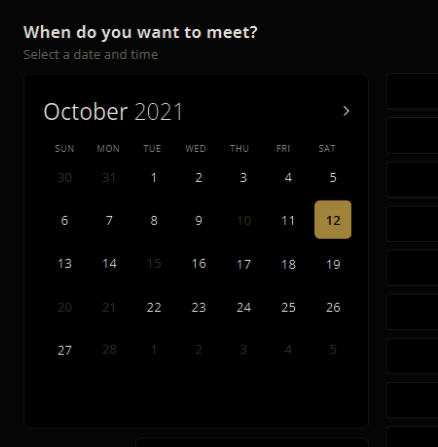 When do you want to meet?
Select a date and time
October 2021
SUN MON TUE WED THU FRI SAT
30 31 1 2 3 4 5
6 7 8 9 10 11 12
13 14 15 16 17 18 19
20 21 22 23 24 25 26
27 28 1 2 3 4 5